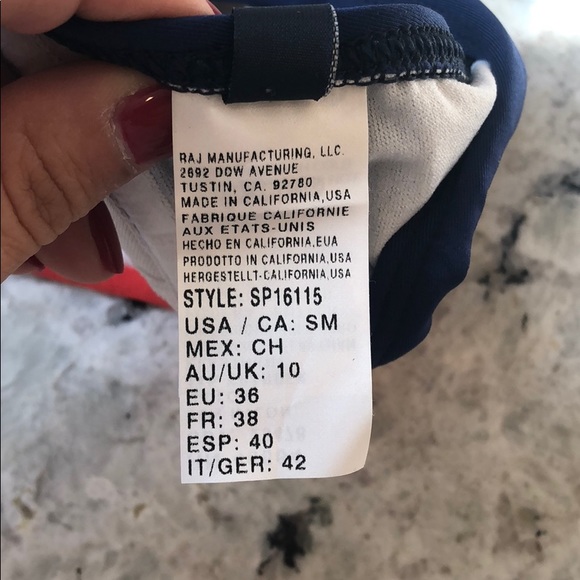 RAJ MANUFACTURING, LLC.
2692 DOW AVENUE
TUSTIN, CA. 92780
MADE IN CALIFORNIA,USA
FABRIQUE CALIFORNIE
AUX ETATS-UNIS
HECHO EN CALIFORNIA,EUA
PRODOTTO IN CALIFORNIA,USA
HERGESTELLT-CALIFORNIA,USA
STYLE: SP16115
USA / CA: SM
MEX: CH
AU/UK: 10
EU: 36
FR: 38
ESP: 40
IT/GER: 42